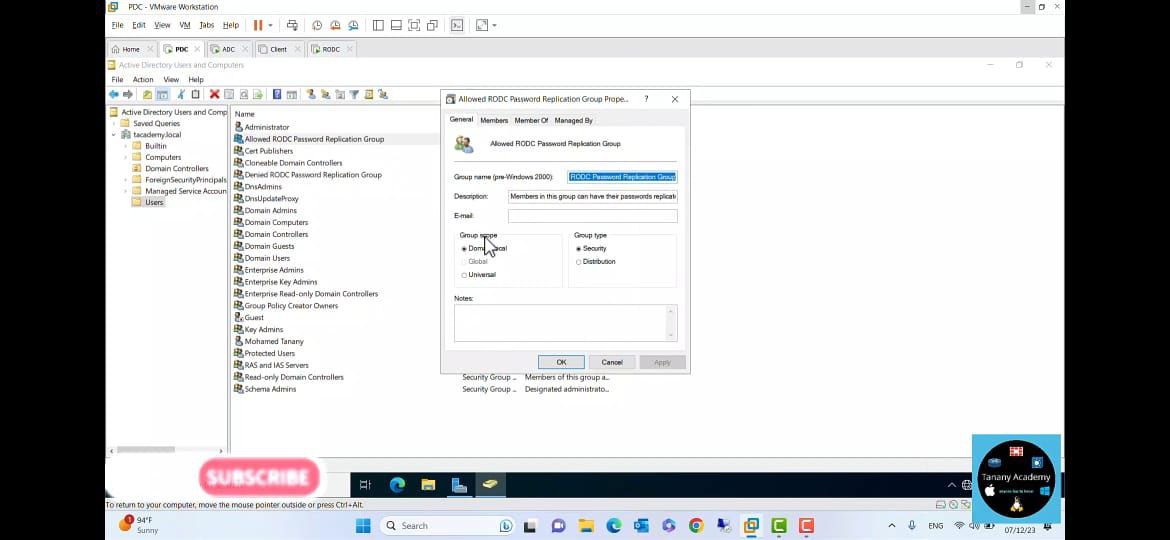 PDC - VMware Workstation
File Edit View VM Tabs Help
Home PDC ADC Client RODC
Active Directory Users and Computers
File Action View Help
Active Directory Users and Comp
Saved Queries
tacademy.local
Builtin
Computers
Domain Controllers
ForeignSecurityPrincipals
Managed Service Accoun
Users
Name
Administrator
Allowed RODC Password Replication Group
Cert Publishers
Cloneable Domain Controllers
Denied RODC Password Replication Group
DnsAdmins
DnsUpdateProxy
Domain Admins
Domain Computers
Domain Controllers
Domain Guests
Domain Users
Enterprise Admins
Enterprise Key Admins
Enterprise Read-only Domain Controllers
Group Policy Creator Owners
Guest
Key Admins
Mohamed Tanany
Protected Users
RAS and IAS Servers
Read-only Domain Controllers Security Group ... Members of this group a...
Schema Admins Security Group ... Designated administrato...
Allowed RODC Password Replication Group Prope... ?
General Members Member Of Managed By
Allowed RODC Password Replication Group
Group name (pre-Windows 2000): RODC Password Replication Group
Description: Members in this group can have their passwords replicat
E-mail:
Group scope Group type
Security
Global Distribution
Universal
Notes:
OK Cancel Apply
SUBSCRIBE
Tanany Academy
To return to your computer, move the mouse pointer outside or press Ctrl+Alt.
94°F
Sunny
Search
ENG
07/12/23